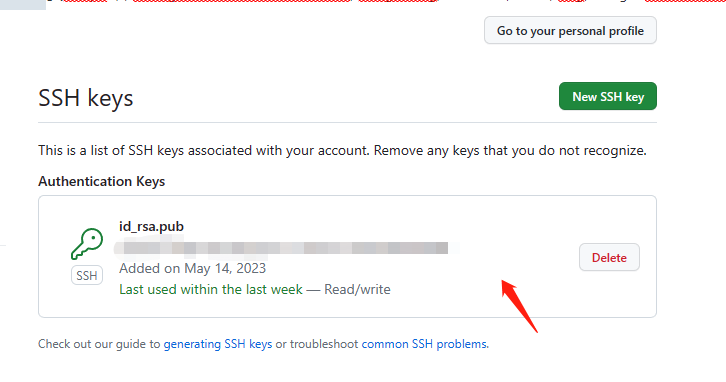 Go to your personal profile
SSH keys
New SSH key
This is a list of SSH keys associated with your account. Remove any keys that you do not recognize.
Authentication Keys
id_rsa.pub
SSH
Added on May 14, 2023
Delete
Last used within the last week — Read/write
Check out our guide to generating SSH keys or troubleshoot common SSH problems.